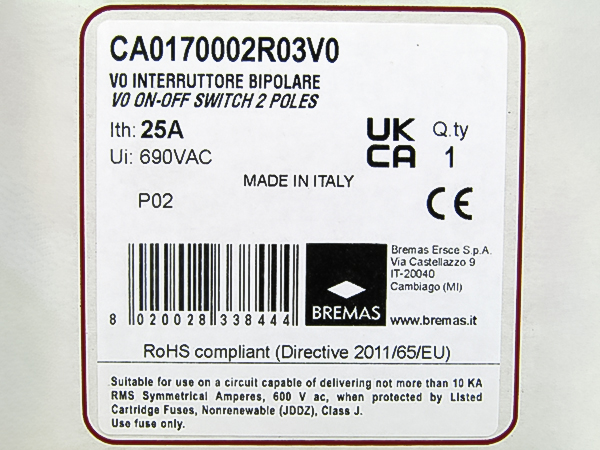 CA0170002R03V0
V0 INTERRUTTORE BIPOLARE
V0 ON-OFF SWITCH 2 POLES
Ith: 25A
Ui: 690VAC
UK
CA
Q.ty
1
MADE IN ITALY
P02
CE
Bremas Ersce S.p.A.
Via Castellazzo 9
IT-20040
Cambiago (MI)
BREMAS
www.bremas.it
8 020028 338444
RoHS compliant (Directive 2011/65/EU)
Suitable for use on a circuit capable of delivering not more than 10 KA
RMS Symmetrical Amperes, 600 V ac, when protected by Listed
Cartridge Fuses, Nonrenewable (JDDZ), Class J.
Use fuse only.